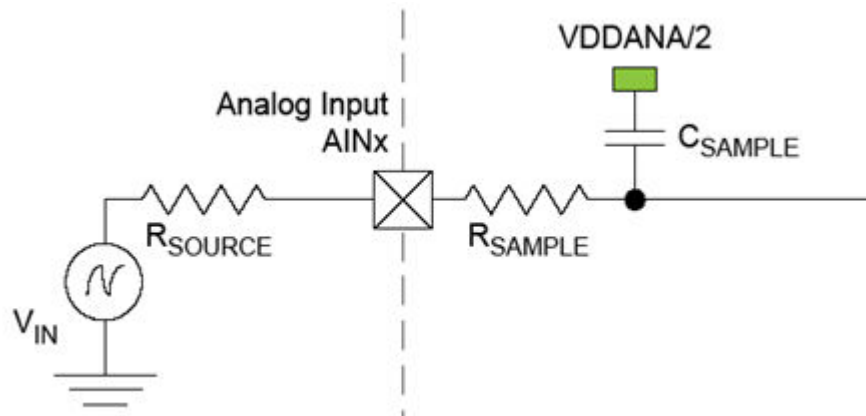 VDDANA/2
Analog Input
AINx
CSAMPLE
RSOURCE
RSAMPLE
VIN